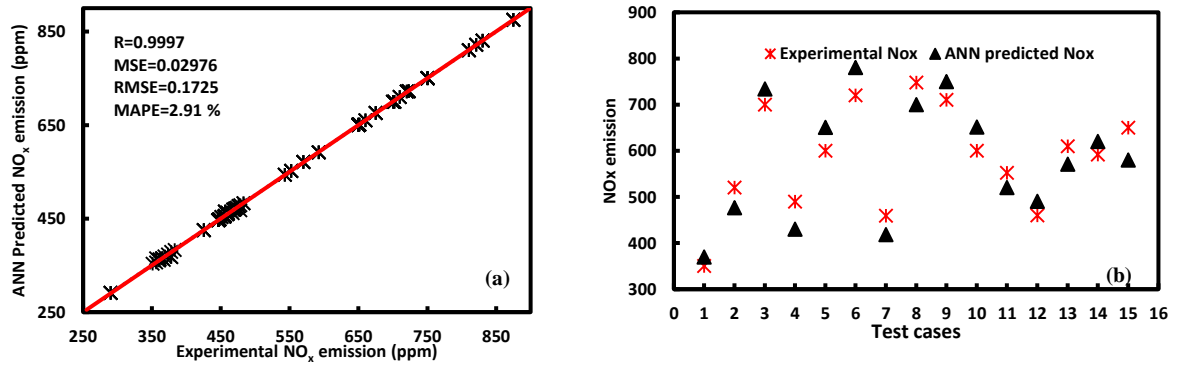 ANN Predicted NOx emission (ppm)
850
650
450
250
R=0.9997
MSE=0.02976
RMSE=0.1725
MAPE=2.91 %
(a)
250 350 450 550 650 750 850
Experimental NOx emission (ppm)
NOx emission
900
800
700
600
500
400
300
Experimental Nox ANN predicted Nox
(b)
0 1 2 3 4 5 6 7 8 9 10 11 12 13 14 15 16
Test cases